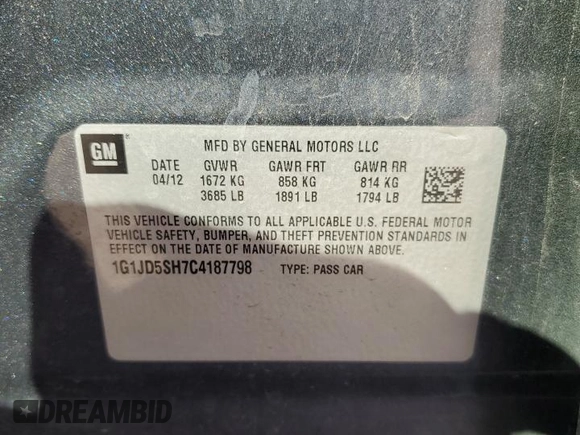 GM
MFD BY GENERAL MOTORS LLC
DATE GVWR GAWR FRT GAWR RR
04/12 1672 KG 858 KG 814 KG
3685 LB 1891 LB 1794 LB
THIS VEHICLE CONFORMS TO ALL APPLICABLE U.S. FEDERAL MOTOR
VEHICLE SAFETY, BUMPER, AND THEFT PREVENTION STANDARDS IN
EFFECT ON THE DATE OF MANUFACTURE SHOWN ABOVE.
1G1JD5SH7C4187798 TYPE: PASS CAR
DREAMBID